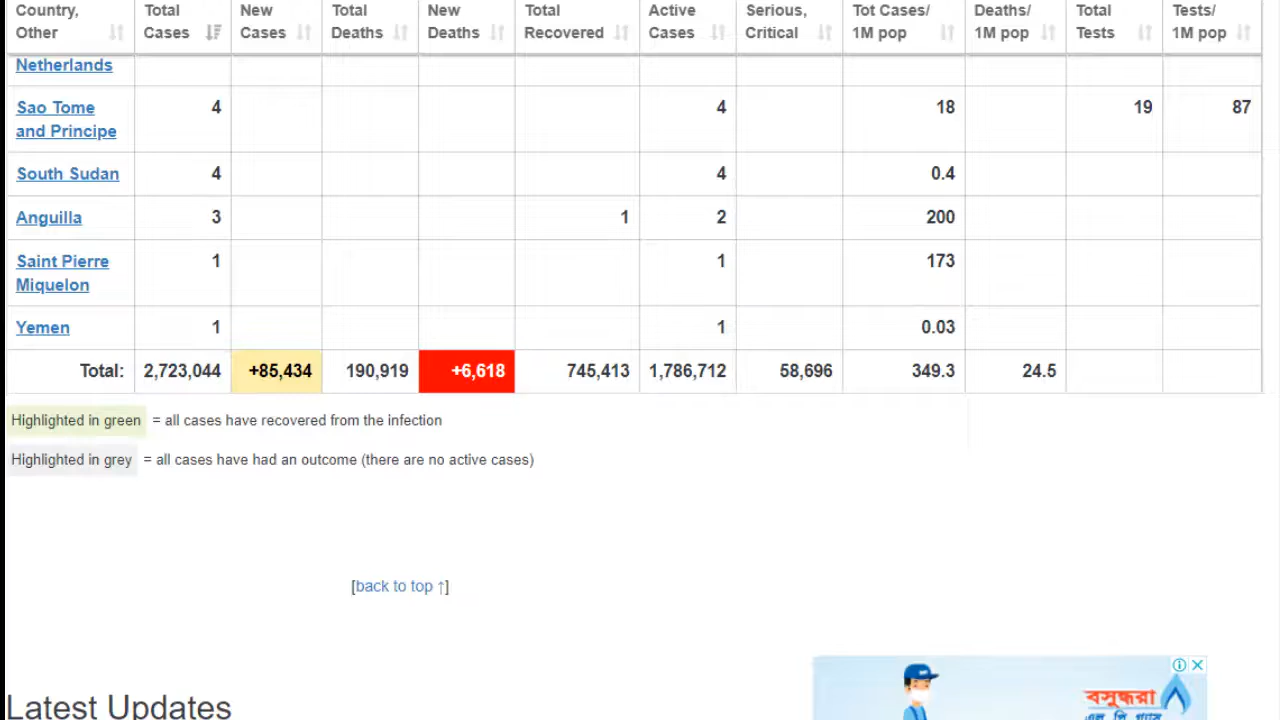 Country, Other Total Cases New Cases Total Deaths New Deaths Total Recovered Active Cases Serious, Critical Tot Cases/ 1M pop Deaths/ 1M pop Total Tests Tests/ 1M pop
Netherlands
Sao Tome and Principe 4 4 18 19 87
South Sudan 4 4 0.4
Anguilla 3 1 2 200
Saint Pierre Miquelon 1 1 173
Yemen 1 1 0.03
Total: 2,723,044 +85,434 190,919 +6,618 745,413 1,786,712 58,696 349.3 24.5
Highlighted in green = all cases have recovered from the infection
Highlighted in grey = all cases have had an outcome (there are no active cases)
[back to top ↑]
Latest Updates
বসুন্ধরা
এল পি গ্যাস